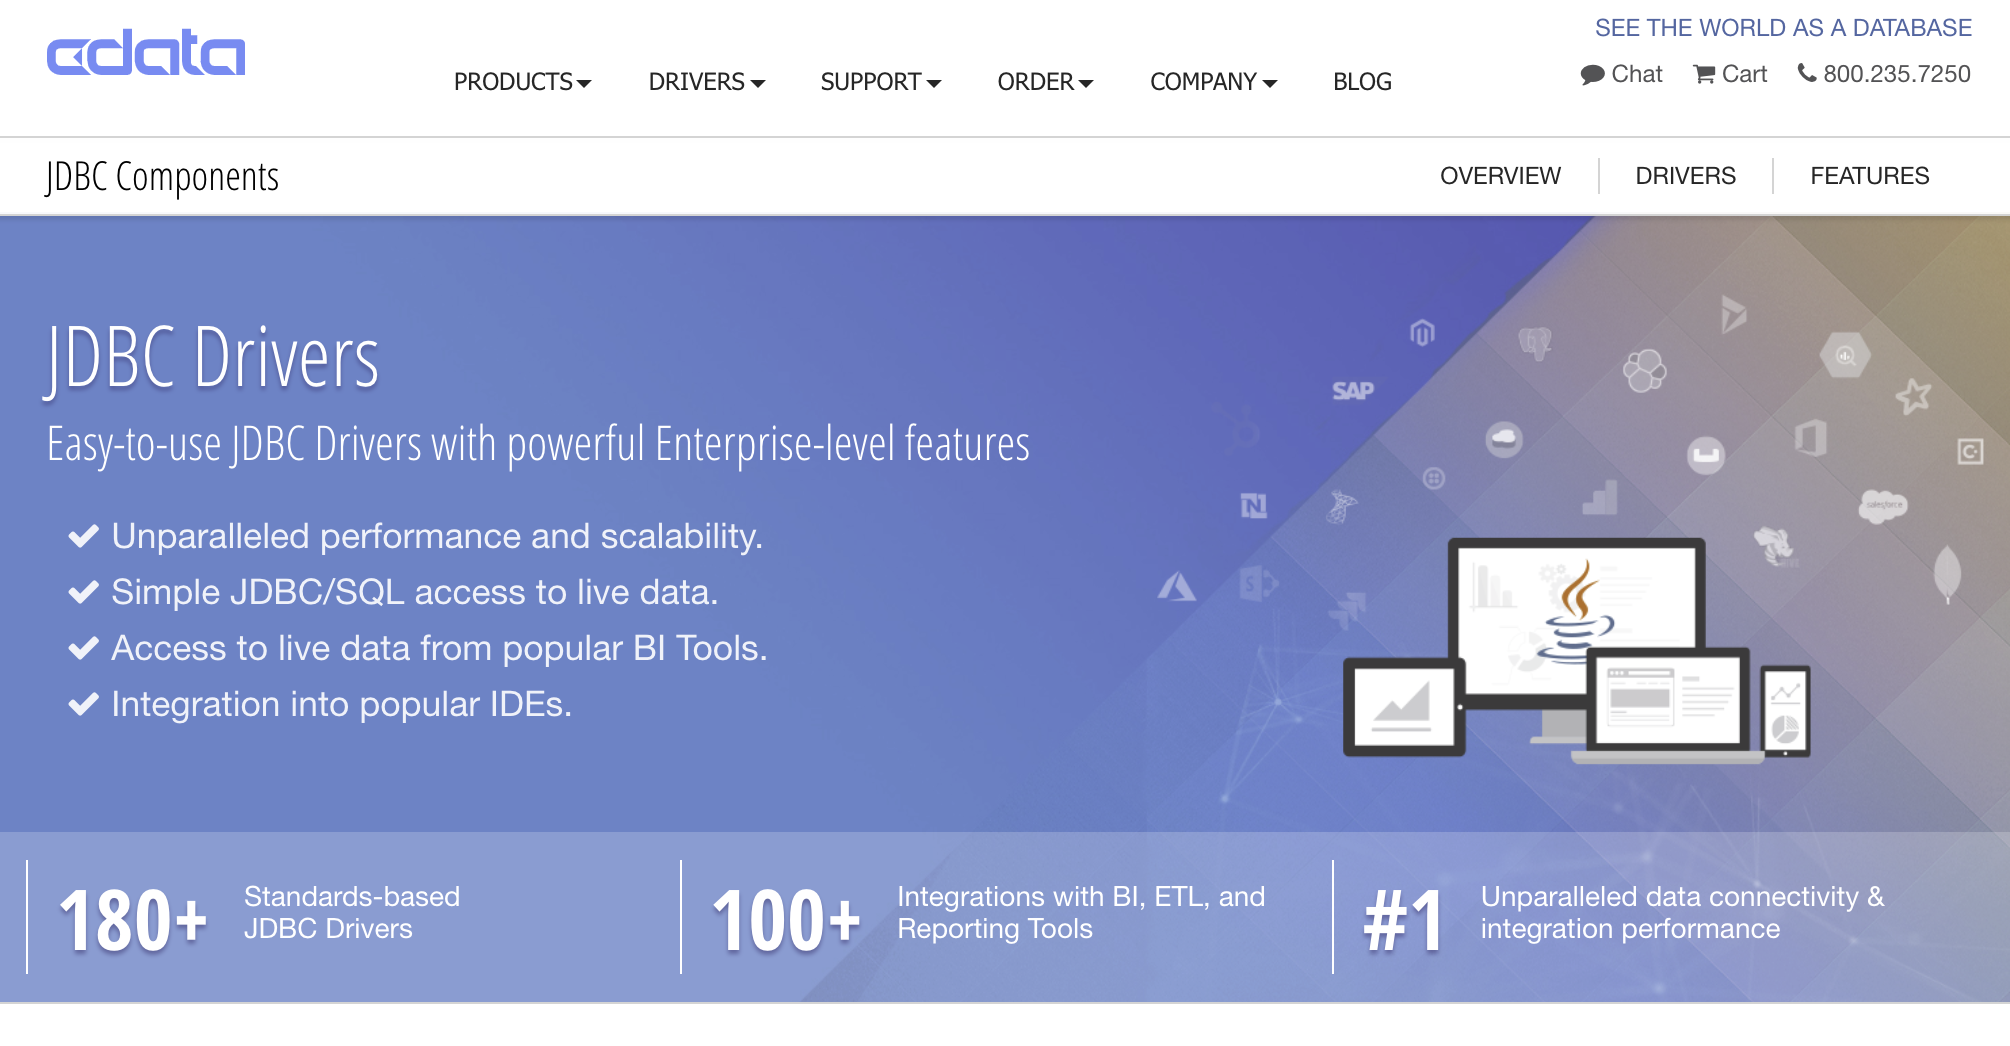 cdata
SEE THE WORLD AS A DATABASE
PRODUCTS DRIVERS SUPPORT ORDER COMPANY BLOG
Chat Cart 800.235.7250
JDBC Components
OVERVIEW DRIVERS FEATURES
JDBC Drivers
Easy-to-use JDBC Drivers with powerful Enterprise-level features
Unparalleled performance and scalability.
Simple JDBC/SQL access to live data.
Access to live data from popular BI Tools.
Integration into popular IDEs.
SAP
N
S
C
salesforce
180+ Standards-based
JDBC Drivers
100+ Integrations with BI, ETL, and
Reporting Tools
#1 Unparalleled data connectivity &
integration performance